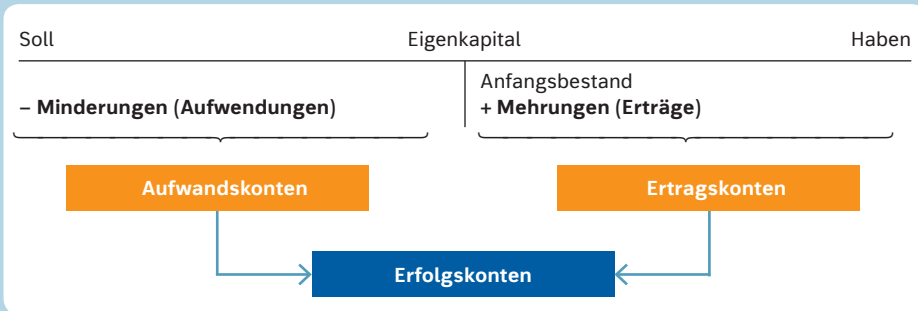 Soll Eigenkapital Haben
Anfangsbestand
– Minderungen (Aufwendungen) + Mehrungen (Erträge)
Aufwandskonten Ertragskonten
Erfolgskonten